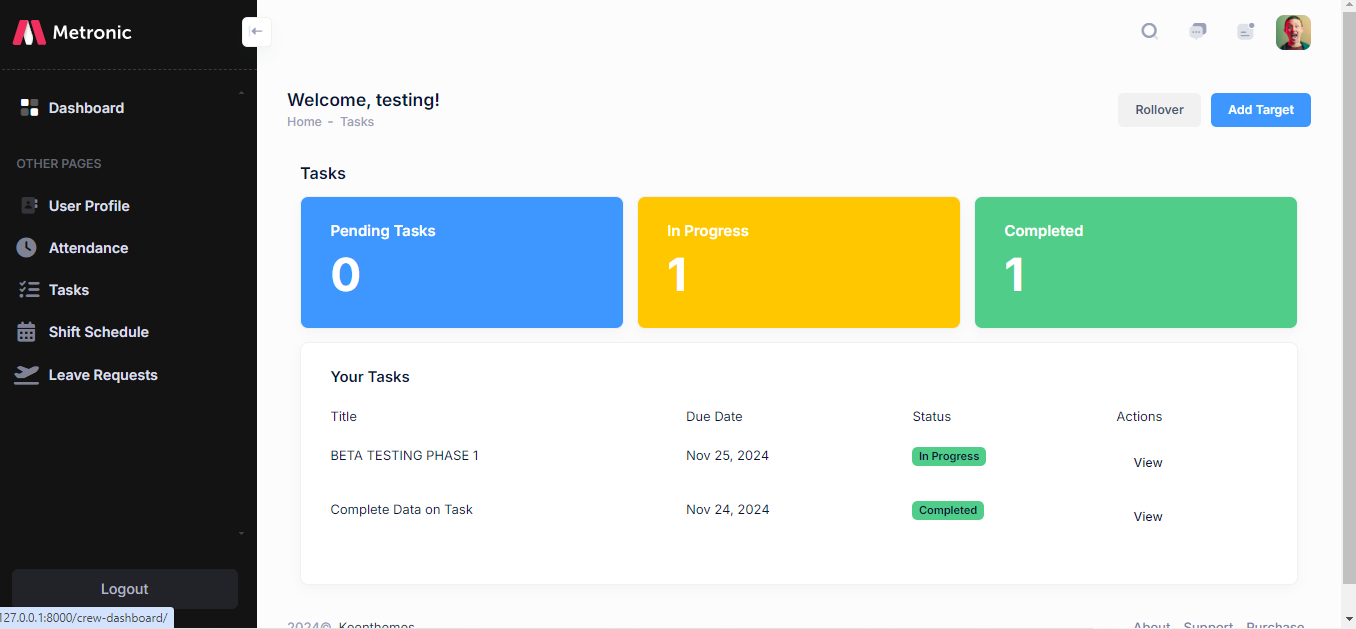 Metronic
Dashboard
OTHER PAGES
User Profile
Attendance
Tasks
Shift Schedule
Leave Requests
Logout
127.0.0.1:8000/crew-dashboard/
Welcome, testing!
Home - Tasks
Rollover
Add Target
Tasks
Pending Tasks
0
In Progress
1
Completed
1
Your Tasks
Title Due Date Status Actions
BETA TESTING PHASE 1 Nov 25, 2024 In Progress View
Complete Data on Task Nov 24, 2024 Completed View
2024© Keenthemes About Support Purchase